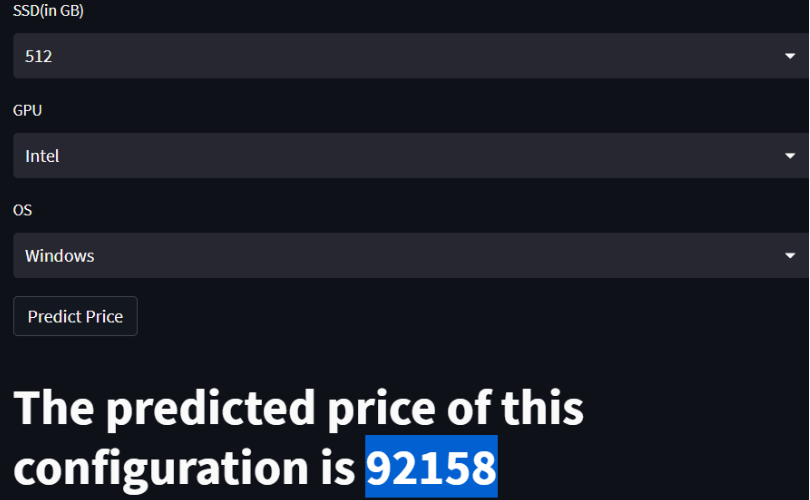 SSD(in GB)
512
GPU
Intel
OS
Windows
Predict Price
The predicted price of this
configuration is 92158